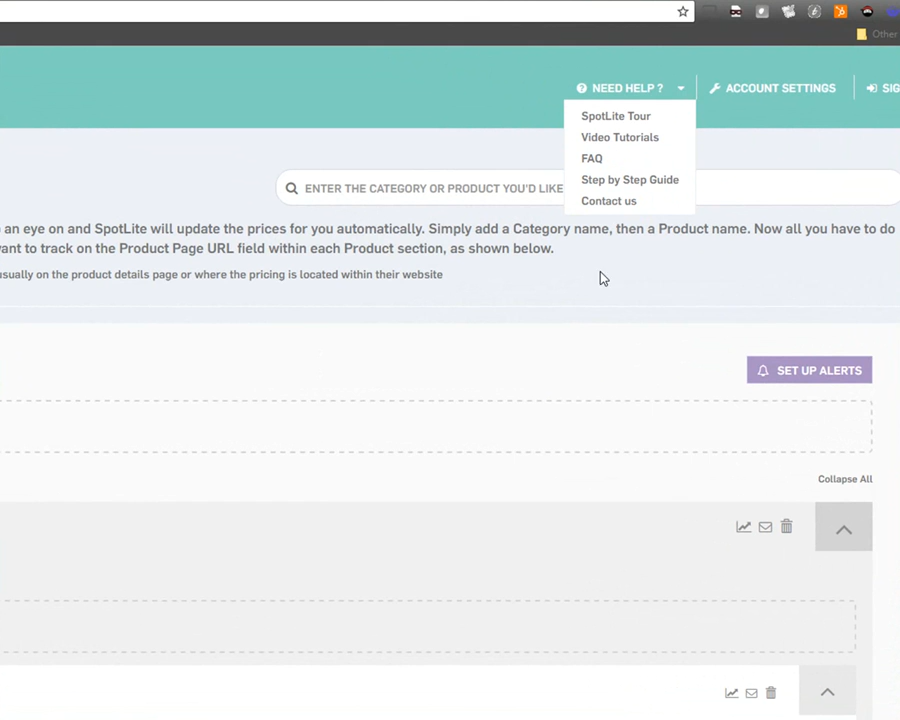 Other
NEED HELP ?
ACCOUNT SETTINGS
SIG
SpotLite Tour
Video Tutorials
FAQ
Step by Step Guide
Contact us
ENTER THE CATEGORY OR PRODUCT YOU'D LIKE
an eye on and SpotLite will update the prices for you automatically. Simply add a Category name, then a Product name. Now all you have to do
want to track on the Product Page URL field within each Product section, as shown below.
usually on the product details page or where the pricing is located within their website
SET UP ALERTS
Collapse All